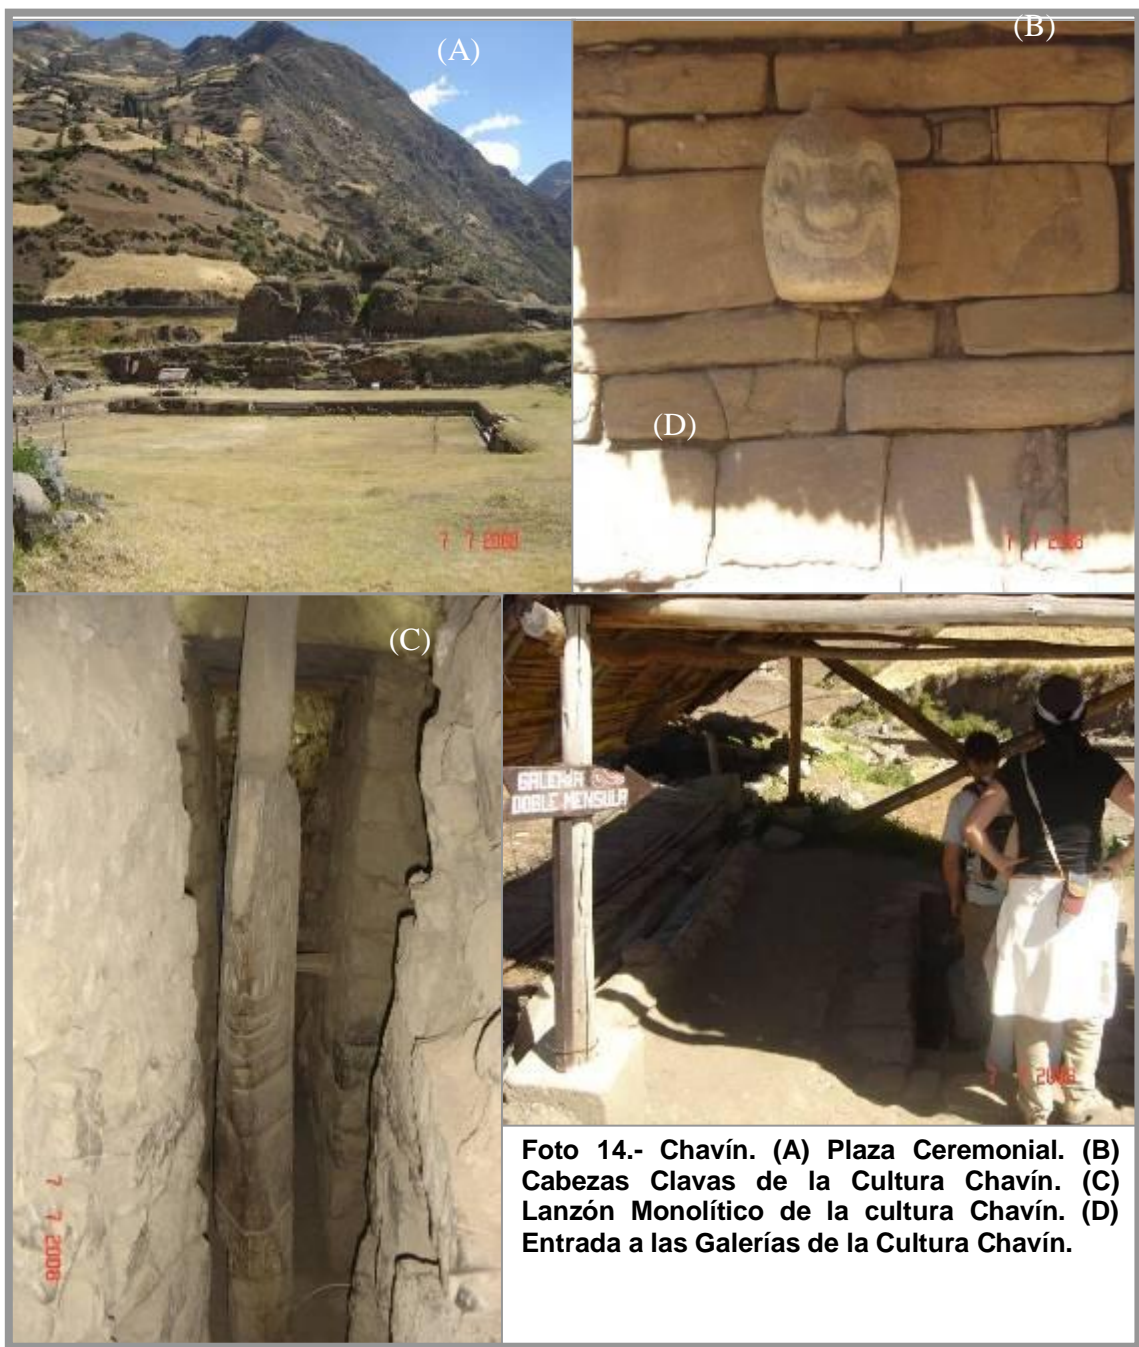 (A)
(B)
7 7 2008
(D)
7 7 2008
(C)
GALERIA
DOBLE MENSULA
7 7 2008
7 7 2008
Foto 14.- Chavín. (A) Plaza Ceremonial. (B)
Cabezas Clavas de la Cultura Chavín. (C)
Lanzón Monolítico de la cultura Chavín. (D)
Entrada a las Galerías de la Cultura Chavín.